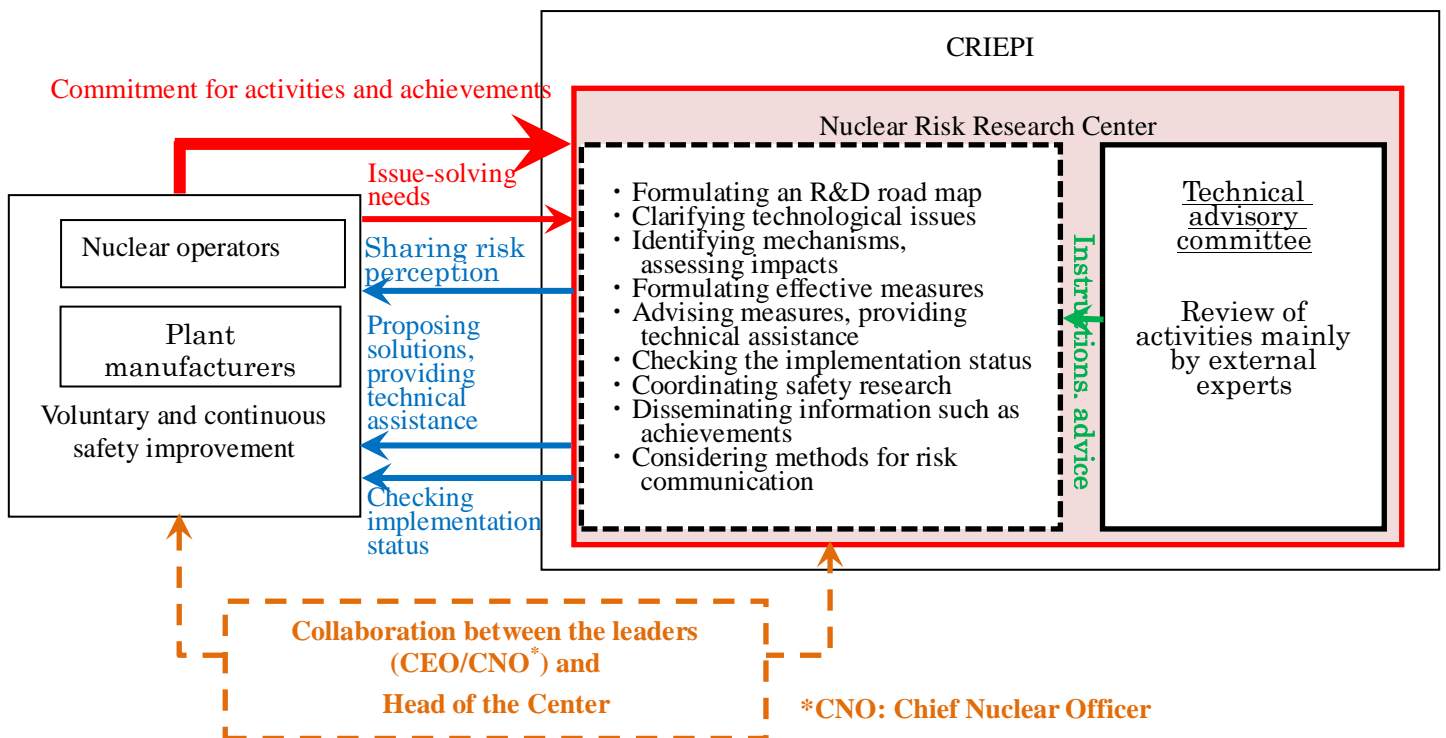 CRIEPI
Commitment for activities and achievements
Nuclear Risk Research Center
Issue-solving
needs
Nuclear operators
Plant
manufacturers
Voluntary and continuous
safety improvement
Sharing risk
perception
Proposing
solutions,
providing
technical
assistance
Checking
implementation
status
・Formulating an R&D road map
・Clarifying technological issues
・Identifying mechanisms,
assessing impacts
・Formulating effective measures
・Advising measures, providing
technical assistance
・Checking the implementation status
・Coordinating safety research
・Disseminating information such as
achievements
・Considering methods for risk
communication
Instructions, advice
Technical
advisory
committee
Review of
activities mainly
by external
experts
Collaboration between the leaders
(CEO/CNO*) and
Head of the Center
*CNO: Chief Nuclear Officer